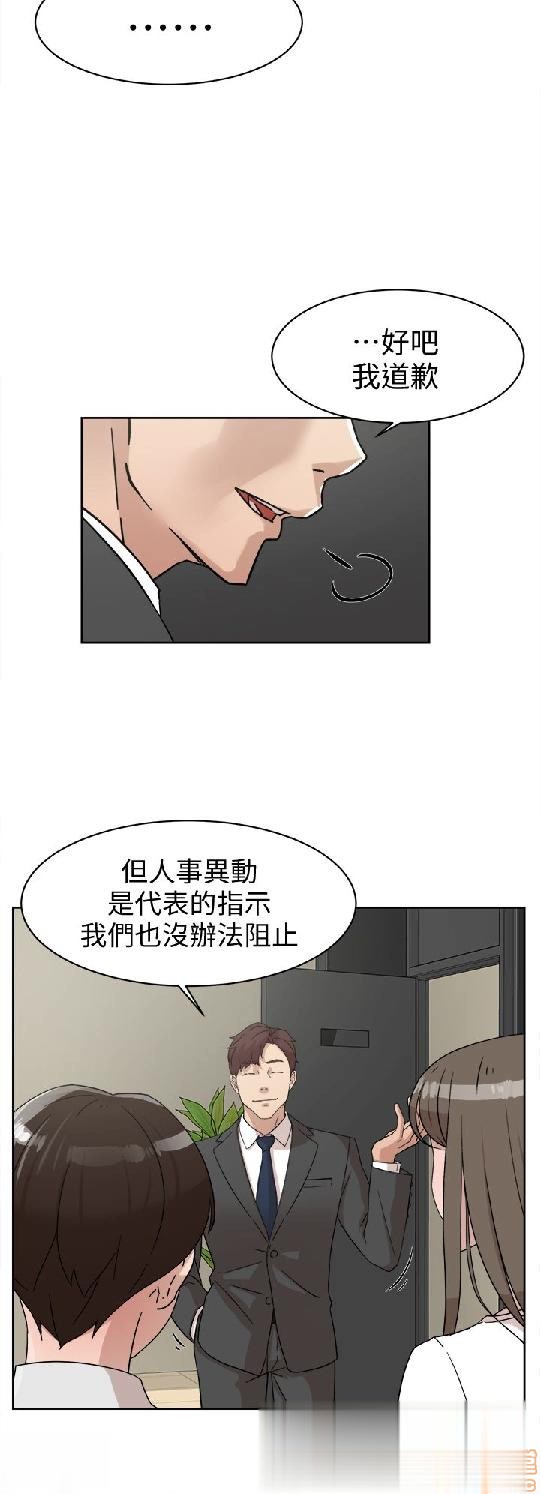 ......
…好吧
我道歉
但人事異動
是代表的指示
我們也沒辦法阻止